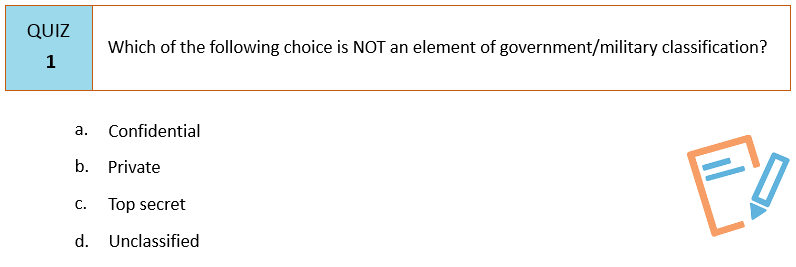 QUIZ
1
Which of the following choice is NOT an element of government/military classification?
a. Confidential
b. Private
c. Top secret
d. Unclassified